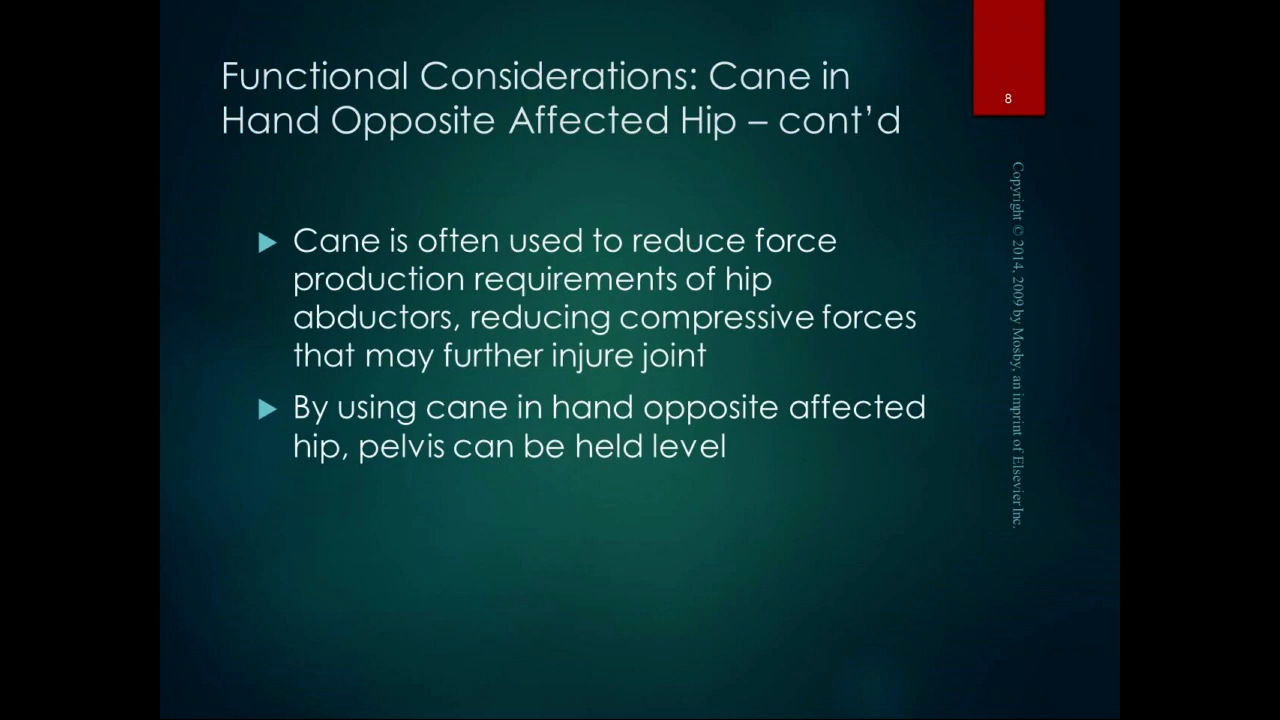 Functional Considerations: Cane in
Hand Opposite Affected Hip – cont’d
8
Cane is often used to reduce force
production requirements of hip
abductors, reducing compressive forces
that may further injure joint
By using cane in hand opposite affected
hip, pelvis can be held level
Copyright © 2014, 2009 by Mosby, an imprint of Elsevier Inc.